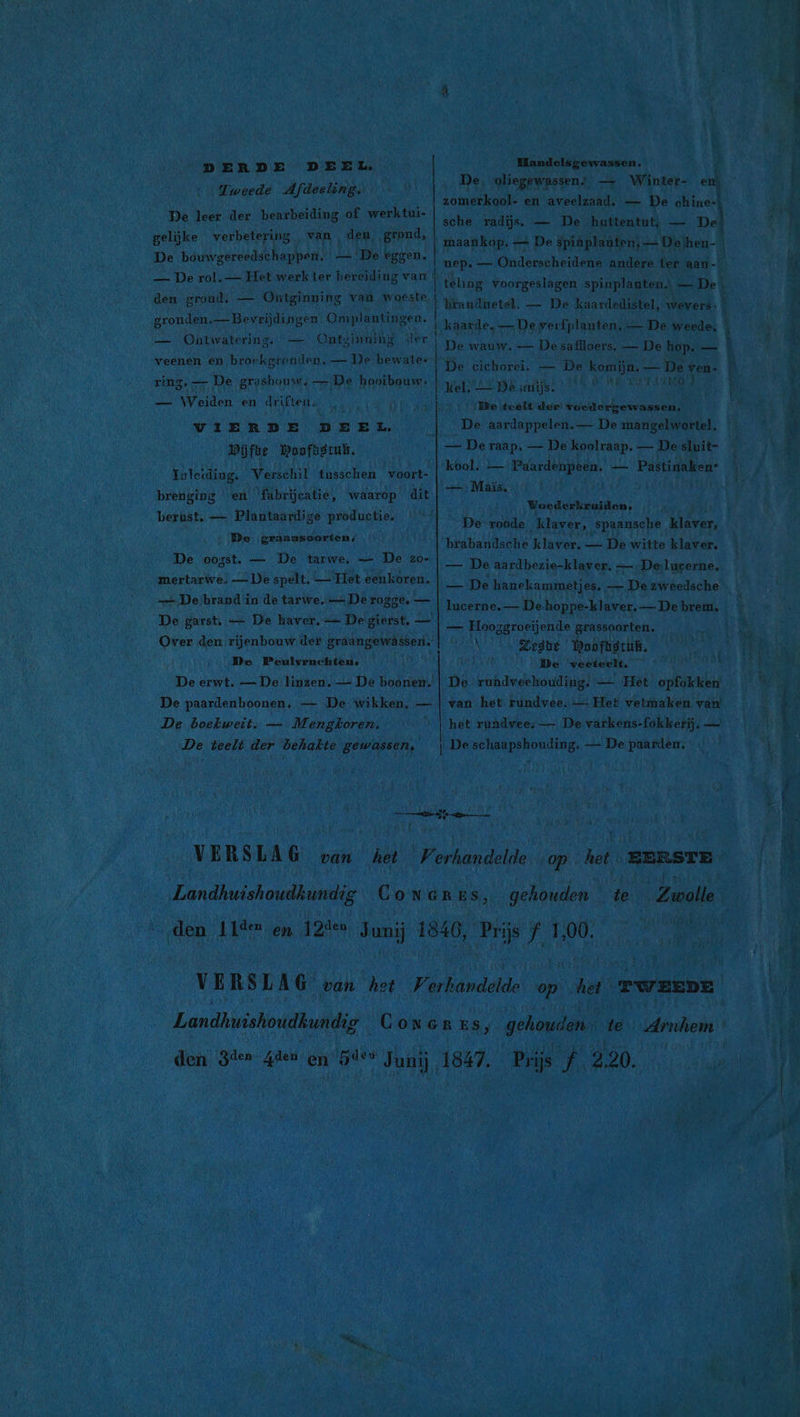 DERDE DEEL.
Tweede Afdeeling.
De leer der bearbeiding of werktui-
gelijke verbetering van den grond,
De bouwgereedschappen. — De eggen.
— De rol. — Het werk ter bereiding van
den grond. — Ontginning van woeste
gronden. — Bevrijdingen. Omplantingen.
— Ontwatering. — Ontginning der
veenen en broekgronden. — De bewate-
ring. — De grasbouw. — De hooibouw.
— Weiden en driften.
VIERDE DEEL.
Vijfde Hoofdstuk.
Inleiding. Verschil tusschen voort-
brenging en fabrijcatie, waarop dit
berust. — Plantaardige productie.
De graansoorten.
De oogst. — De tarwe. — De zo-
mertarwe. — De spelt. — Het eenkoren.
— De brand in de tarwe. — De rogge. —
De garst. — De haver. — De gierst. —
Over den rijenbouw der graangewassen.
De Peulvruchten.
De erwt. — De linzen. — De boonen.
De paardenboonen. — De wikken. —
De boekweit. — Mengkoren.
De teelt der behakte gewassen.
Handelsgewassen.
De oliegewassen. — Winter- en
zomerkool- en aveelzaad. — De chine-
sche radijs. — De huttentut. — De
maankop. — De spinplanten. — De hen-
nep. — Onderscheidene andere ter aan-
teling voorgeslagen spinplanten. — De
brandnetel. — De kaardedistel, wevers-
kaarde. — De verfplanten. — De weede.
De wauw. — De saffloers. — De hop. —
De cichorei. — De komijn. — De ven-
kel. — De anijs.
De teelt der voedergewassen.
De aardappelen. — De mangelwortel.
— De raap. — De koolraap. — De sluit-
kool. — Paardenpeen. — Pastinaken.
— Maïs.
Voederkruiden.
De roode klaver, spaansche klaver,
brabandsche klaver. — De witte klaver.
— De aardbezie-klaver. — De lucerne.
— De hanekammetjes. — De zweedsche
lucerne. — De hoppe-klaver. — De brem.
— Hooggroeijende grassoorten.
Zesde Hoofdstuk.
De veeteelt.
De rundveehouding. — Het opfokken
van het rundvee. — Het vetmaken van
het rundvee. — De varkens-fokkerij. —
De schaapshouding. — De paarden.
VERSLAG van het Verhandelde op het EERSTE
Landhuishoudkundig CONGRES, gehouden te Zwolle
den 11den en 12den Junij 1846, Prijs ƒ 1,00.
VERSLAG van het Verhandelde op het TWEEDE
Landhuishoudkundig CONGRES, gehouden te Arnhem
den 3den 4den en 5den Junij 1847. Prijs ƒ 2.20.